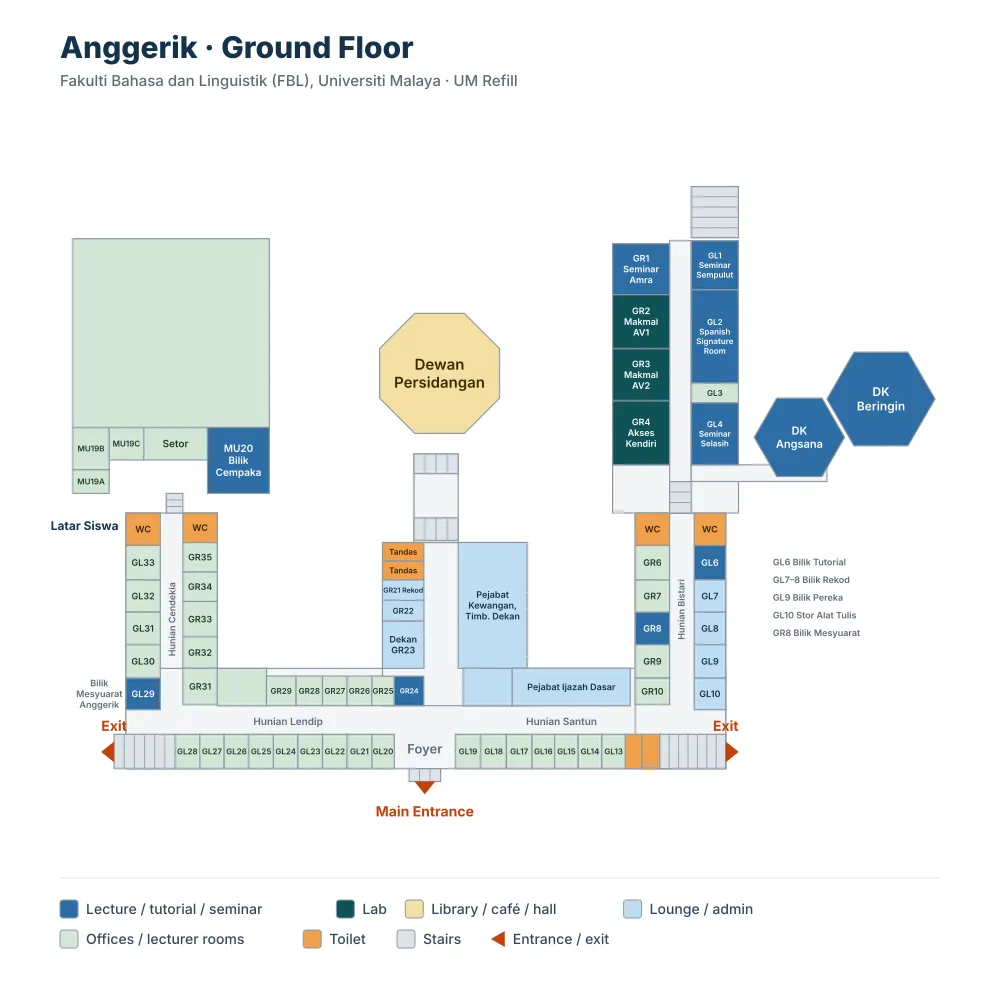 Anggerik · Ground Floor
Fakulti Bahasa dan Linguistik (FBL), Universiti Malaya · UM Refill
GR1
Seminar
Amra
GL1
Seminar
Sempulut
GR2
Makmal
AV1
GL2
Spanish
Signature
Room
GR3
Makmal
AV2
GL3
GR4
Akses
Kendiri
GL4
Seminar
Selasih
DK
Angsana
DK
Beringin
Dewan
Persidangan
MU19B
MU19C
Setor
MU20
Bilik
Cempaka
MU19A
Latar Siswa
WC
WC
GL33
GL32
GL31
GL30
GL29
Hunian Cendekia
GR35
GR34
GR33
GR32
GR31
Bilik
Mesyuarat
Anggerik
Tandas
Tandas
GR21 Rekod
GR22
Dekan
GR23
Pejabat
Kewangan,
Timb. Dekan
WC
WC
GR6
GR7
GR8
GR9
GR10
Hunian Bistari
GL6
GL7
GL8
GL9
GL10
GL6 Bilik Tutorial
GL7–8 Bilik Rekod
GL9 Bilik Pereka
GL10 Stor Alat Tulis
GR8 Bilik Mesyuarat
GR29
GR28
GR27
GR26
GR25
GR24
Pejabat Ijazah Dasar
Exit
Hunian Lendip
Hunian Santun
Exit
GL28
GL27
GL26
GL25
GL24
GL23
GL22
GL21
GL20
Foyer
GL19
GL18
GL17
GL16
GL15
GL14
GL13
Main Entrance
Lecture / tutorial / seminar
Lab
Library / café / hall
Lounge / admin
Offices / lecturer rooms
Toilet
Stairs
Entrance / exit